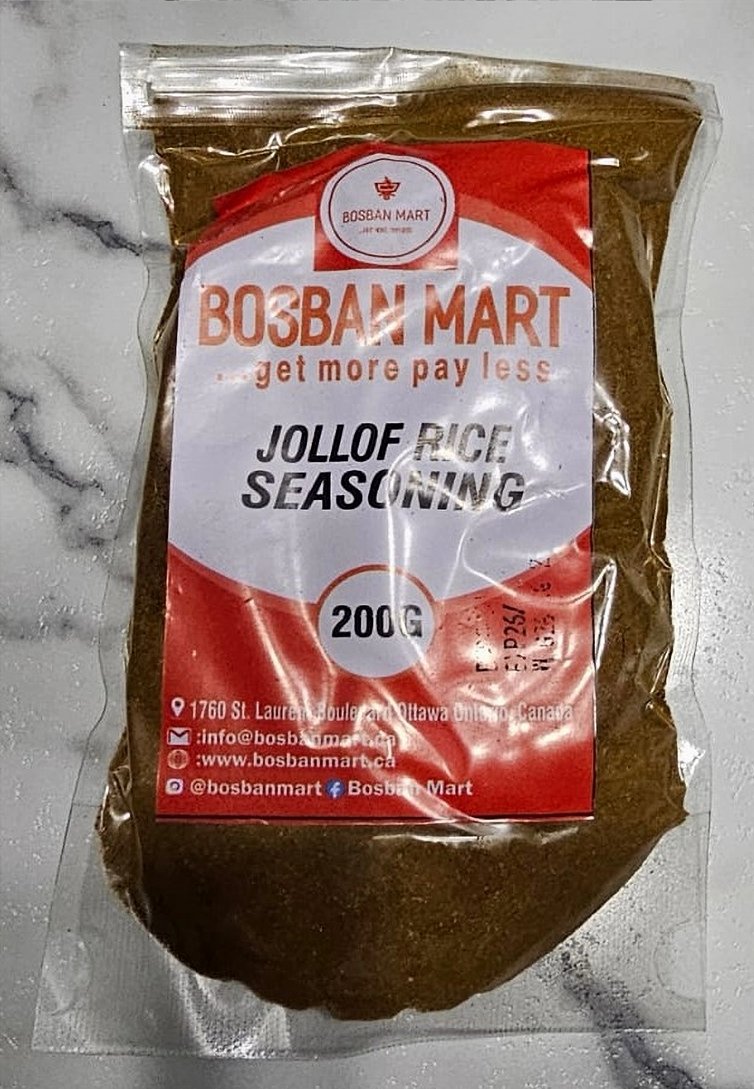 BOSBAN MART
BOSBAN MART
...get more pay less
JOLLOF RICE
SEASONING
200G
1760 St. Laurent Boulevard Ottawa Ontario, Canada
:info@bosbanmart.ca
:www.bosbanmart.ca
@bosbanmart Bosban Mart